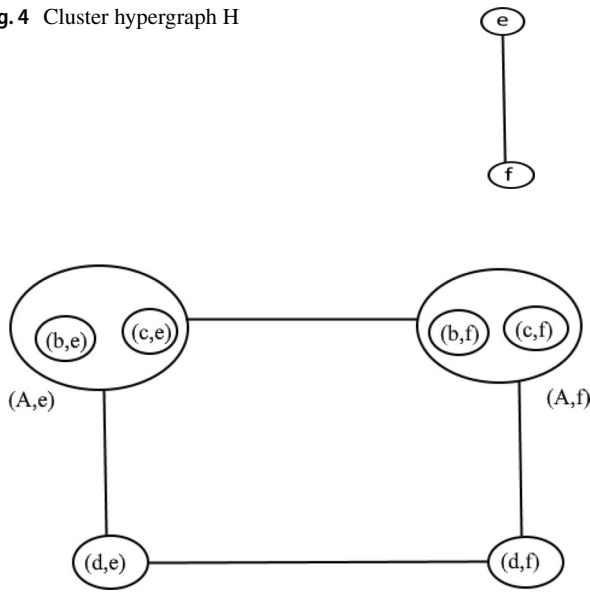 g. 4 Cluster hypergraph H
e
f
(b,e) (c,e) (b,f) (c,f)
(A,e) (A,f)
(d,e) (d,f)